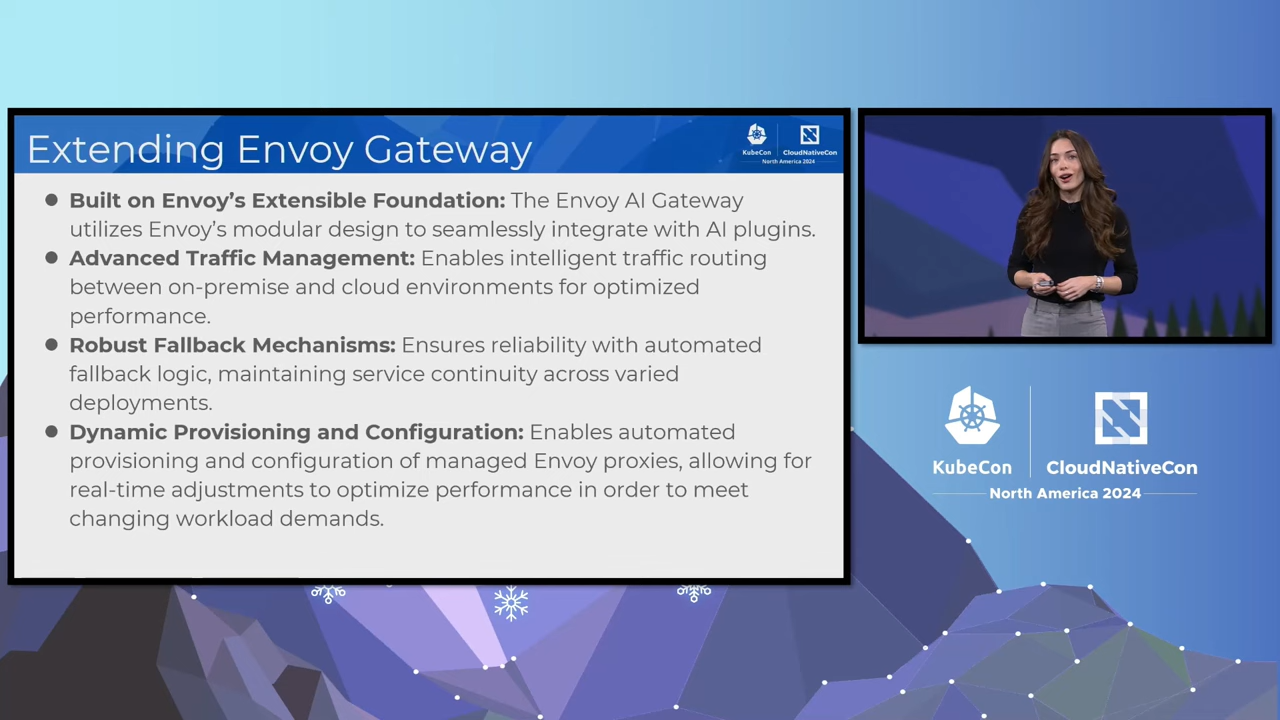 Extending Envoy Gateway
KubeCon
CloudNativeCon
North America 2024
● Built on Envoy’s Extensible Foundation: The Envoy AI Gateway
utilizes Envoy’s modular design to seamlessly integrate with AI plugins.
● Advanced Traffic Management: Enables intelligent traffic routing
between on-premise and cloud environments for optimized
performance.
● Robust Fallback Mechanisms: Ensures reliability with automated
fallback logic, maintaining service continuity across varied
deployments.
● Dynamic Provisioning and Configuration: Enables automated
provisioning and configuration of managed Envoy proxies, allowing for
real-time adjustments to optimize performance in order to meet
changing workload demands.
KubeCon
CloudNativeCon
North America 2024